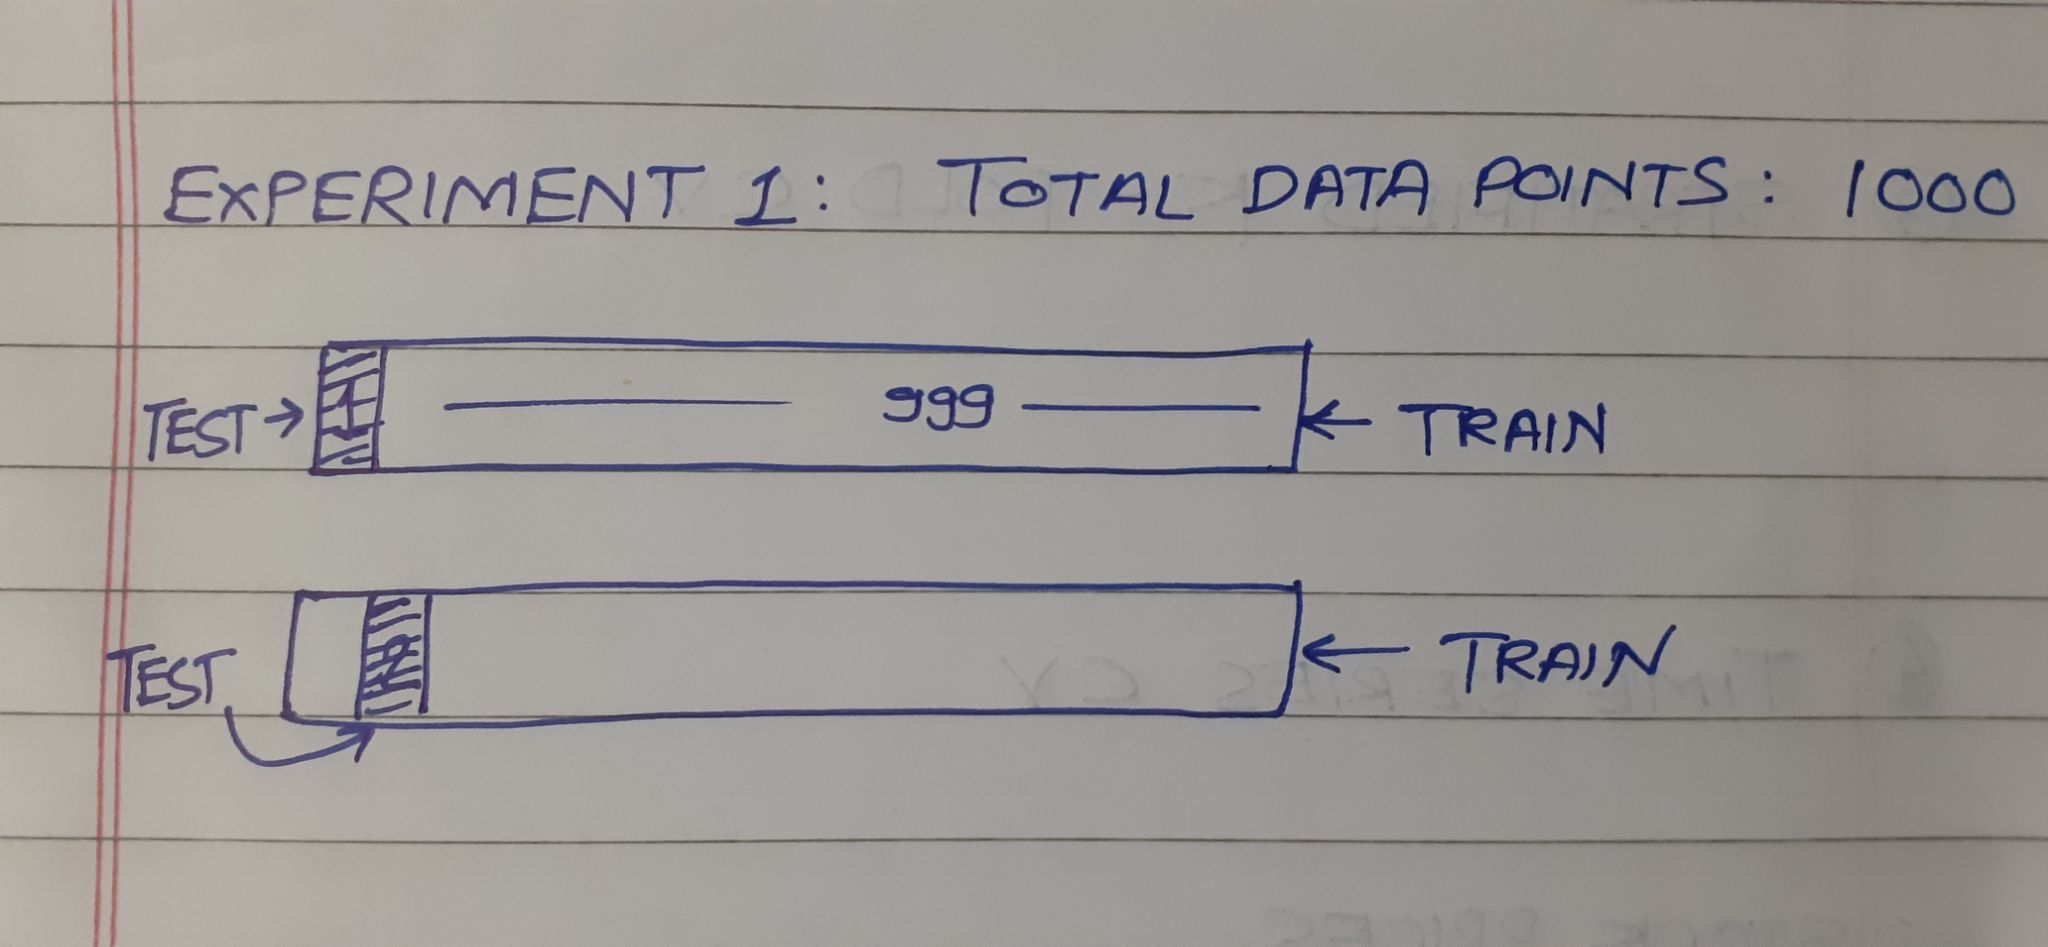 EXPERIMENT 1: TOTAL DATA POINTS: 1000
TEST → 1 999 ← TRAIN
TEST ← TRAIN